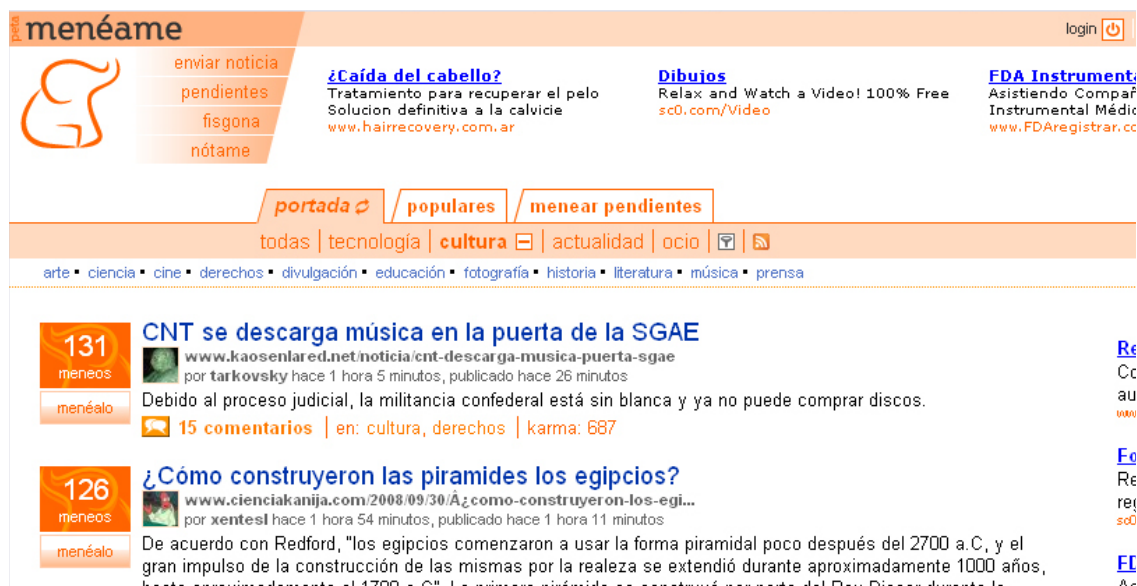 peta
menéame
login
enviar noticia
pendientes
fisgona
nótame
¿Caída del cabello?
Tratamiento para recuperar el pelo
Solucion definitiva a la calvicie
www.hairrecovery.com.ar
Dibujos
Relax and Watch a Video! 100% Free
sc0.com/Video
FDA
Asistiendo
Instrumental
portada
populares
menear pendientes
todas | tecnología | cultura | actualidad | ocio
arte ▪ ciencia ▪ cine ▪ derechos ▪ divulgación ▪ educación ▪ fotografía ▪ historia ▪ literatura ▪ música ▪ prensa
131
meneos
menéalo
CNT se descarga música en la puerta de la SGAE
www.kaosenlared.net/noticia/cnt-descarga-musica-puerta-sgae
por tarkovsky hace 1 hora 5 minutos, publicado hace 26 minutos
Debido al proceso judicial, la militancia confederal está sin blanca y ya no puede comprar discos.
15 comentarios | en: cultura, derechos | karma: 687
126
meneos
menéalo
¿Cómo construyeron las piramides los egipcios?
www.cienciakanija.com/2008/09/30/Â¿como-construyeron-los-egi...
por xentesl hace 1 hora 54 minutos, publicado hace 1 hora 11 minutos
De acuerdo con Redford, "los egipcios comenzaron a usar la forma piramidal poco después del 2700 a.C, y el
gran impulso de la construcción de las mismas por la realeza se extendió durante aproximadamente 1000 años,